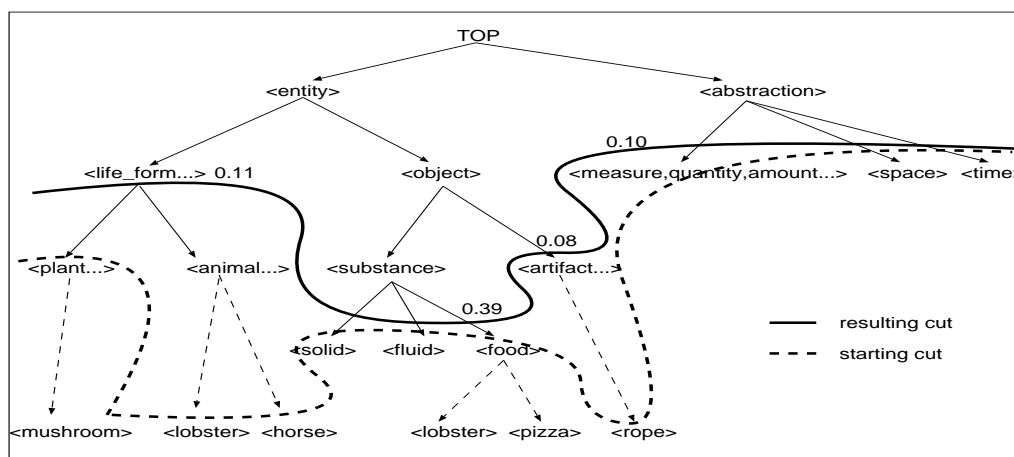 TOP
<entity> <abstraction>
0.10
<life_form...> 0.11 <object> <measure,quantity,amount...> <space> <time>
0.08
<plant...> <animal...> <substance> <artifact...>
0.39
<solid> <fluid> <food>
resulting cut
starting cut
<mushroom> <lobster> <horse> <lobster> <pizza> <rope>